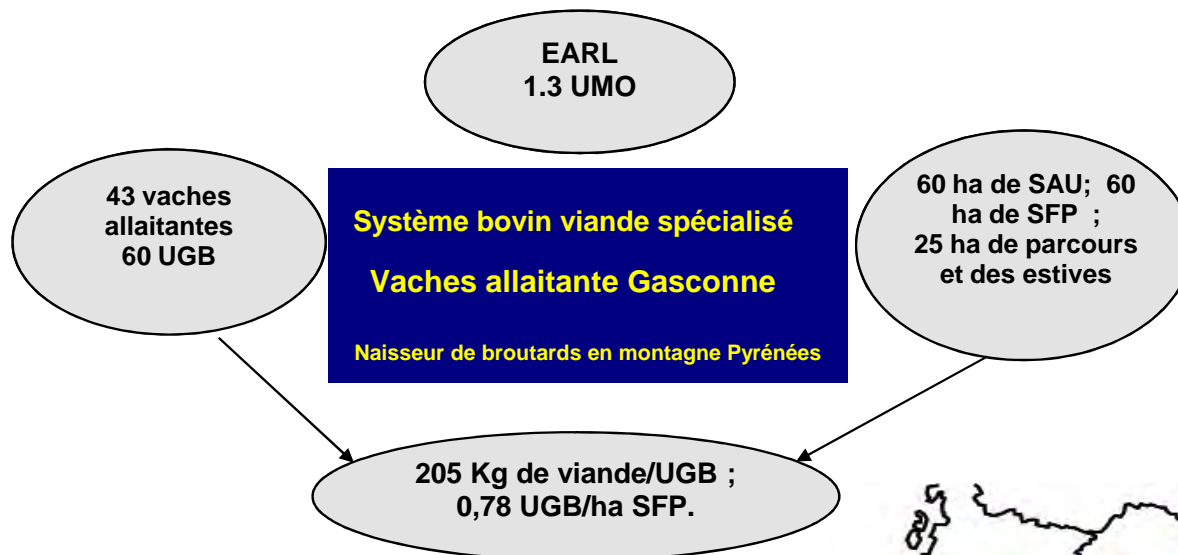 EARL
1.3 UMO
43 vaches
allaitantes
60 UGB
Système bovin viande spécialisé
Vaches allaitante Gasconne
Naisseur de broutards en montagne Pyrénées
60 ha de SAU; 60
ha de SFP ;
25 ha de parcours
et des estives
205 Kg de viande/UGB ;
0,78 UGB/ha SFP.